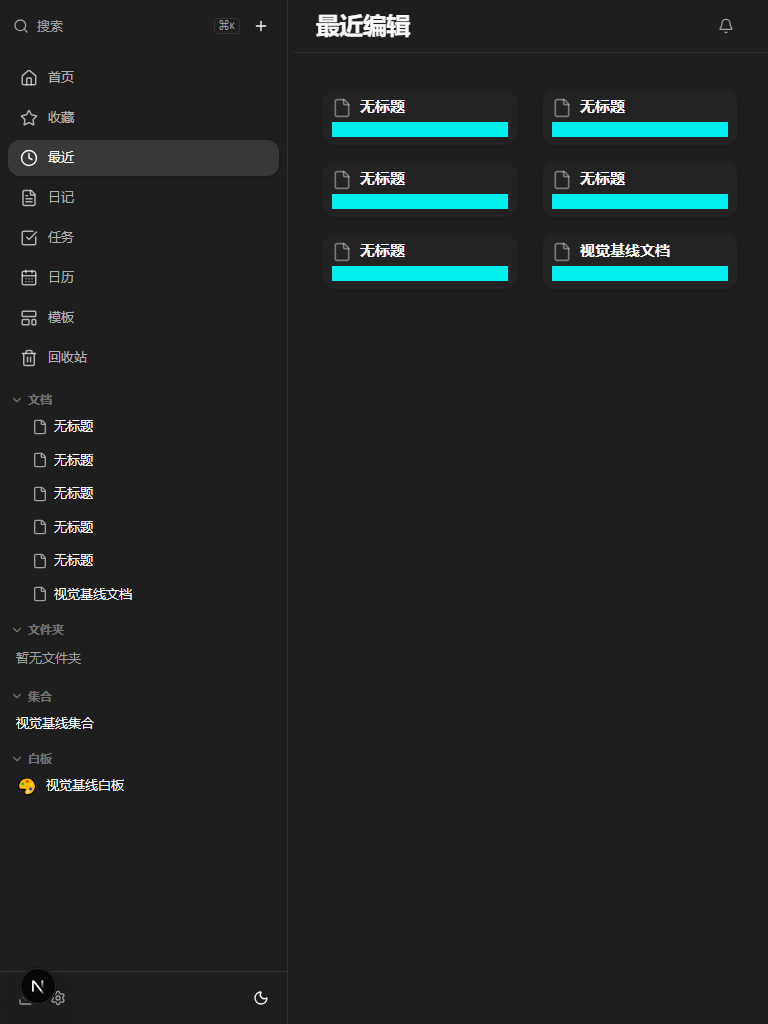 搜索
⌘K
首页
收藏
最近
日记
任务
日历
模板
回收站
文档
无标题
无标题
无标题
无标题
无标题
视觉基线文档
文件夹
暂无文件夹
集合
视觉基线集合
白板
视觉基线白板
N
最近编辑
无标题
无标题
无标题
无标题
无标题
视觉基线文档